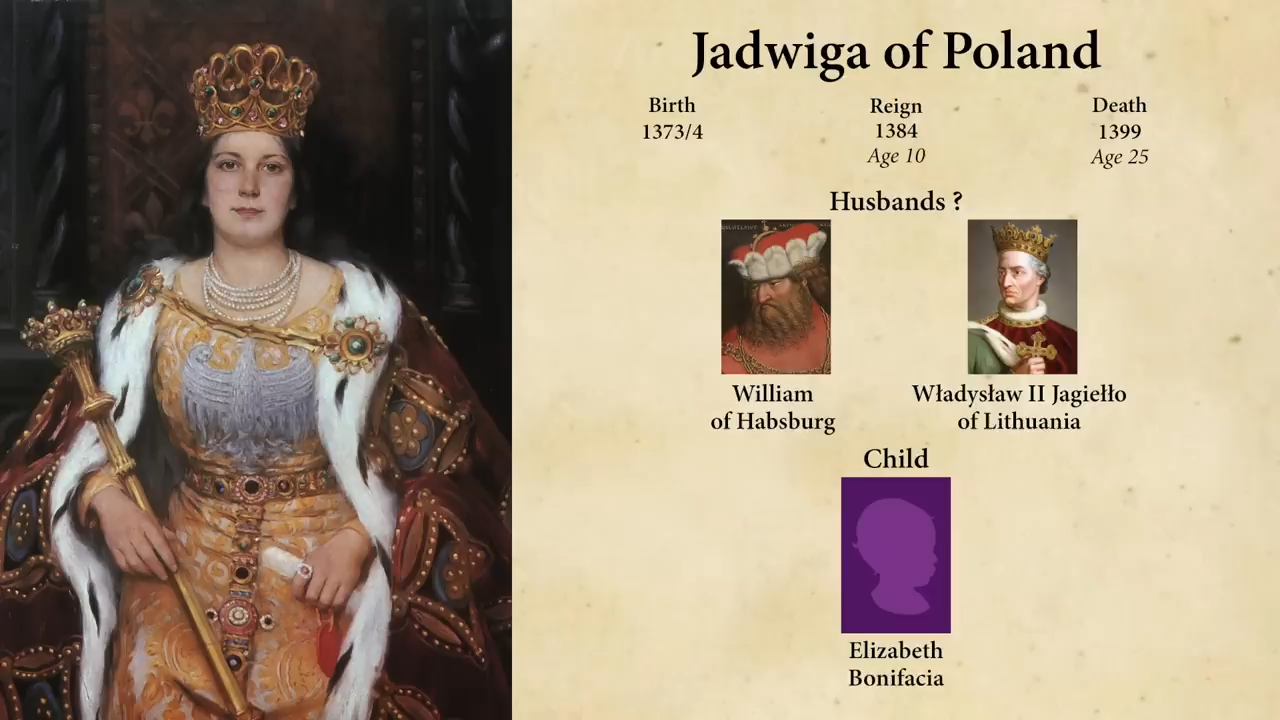 Jadwiga of Poland
Birth
1373/4
Reign
1384
Age 10
Death
1399
Age 25
Husbands ?
William
of Habsburg
Władysław II Jagiełło
of Lithuania
Child
Elizabeth
Bonifacia